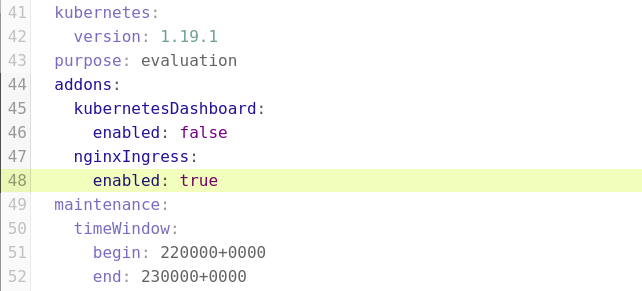 41 kubernetes:
42 version: 1.19.1
43 purpose: evaluation
44 addons:
45 kubernetesDashboard:
46 enabled: false
47 nginxIngress:
48 enabled: true
49 maintenance:
50 timeWindow:
51 begin: 220000+0000
52 end: 230000+0000